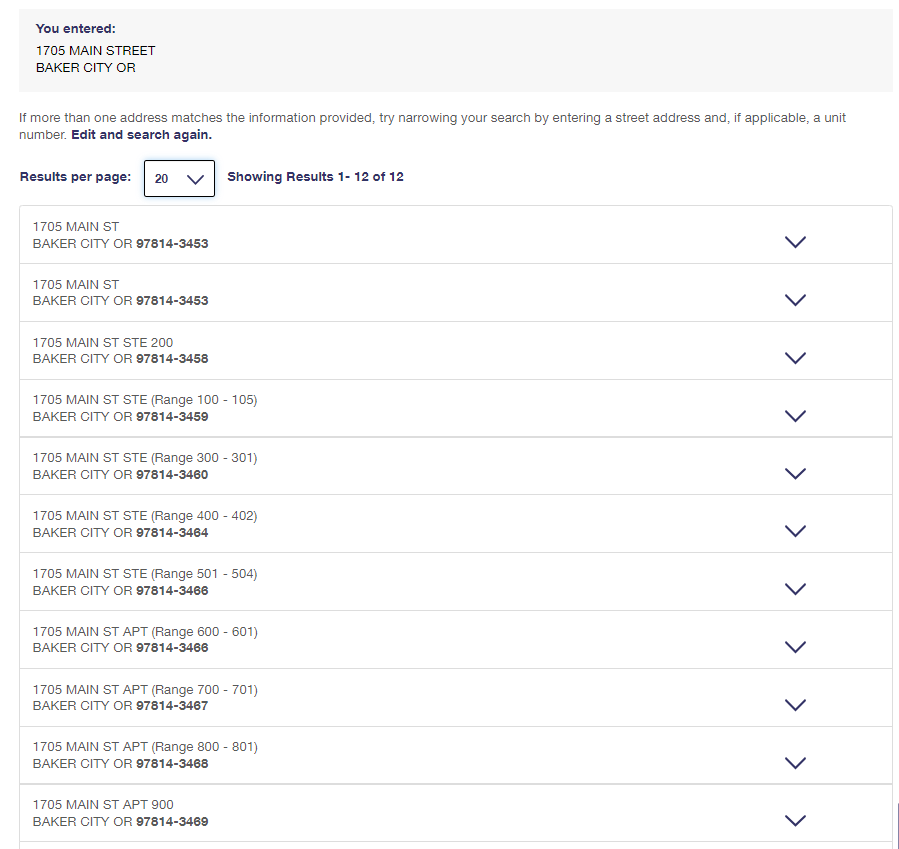 You entered:
1705 MAIN STREET
BAKER CITY OR
If more than one address matches the information provided, try narrowing your search by entering a street address and, if applicable, a unit
number. Edit and search again.
Results per page: 20 Showing Results 1- 12 of 12
1705 MAIN ST
BAKER CITY OR 97814-3453
1705 MAIN ST
BAKER CITY OR 97814-3453
1705 MAIN ST STE 200
BAKER CITY OR 97814-3458
1705 MAIN ST STE (Range 100 - 105)
BAKER CITY OR 97814-3459
1705 MAIN ST STE (Range 300 - 301)
BAKER CITY OR 97814-3460
1705 MAIN ST STE (Range 400 - 402)
BAKER CITY OR 97814-3464
1705 MAIN ST STE (Range 501 - 504)
BAKER CITY OR 97814-3466
1705 MAIN ST APT (Range 600 - 601)
BAKER CITY OR 97814-3466
1705 MAIN ST APT (Range 700 - 701)
BAKER CITY OR 97814-3467
1705 MAIN ST APT (Range 800 - 801)
BAKER CITY OR 97814-3468
1705 MAIN ST APT 900
BAKER CITY OR 97814-3469